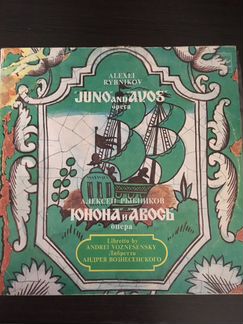 ALEXEI
RYBNIKOV
"JUNO AND AVOS"
opera
АЛЕКСЕЙ РЫБНИКОВ
"ЮНОНА И АВОСЬ"
опера
Libretto by
ANDREI VOZNESENSKY
Либретто
АНДРЕЯ ВОЗНЕСЕНСКОГО